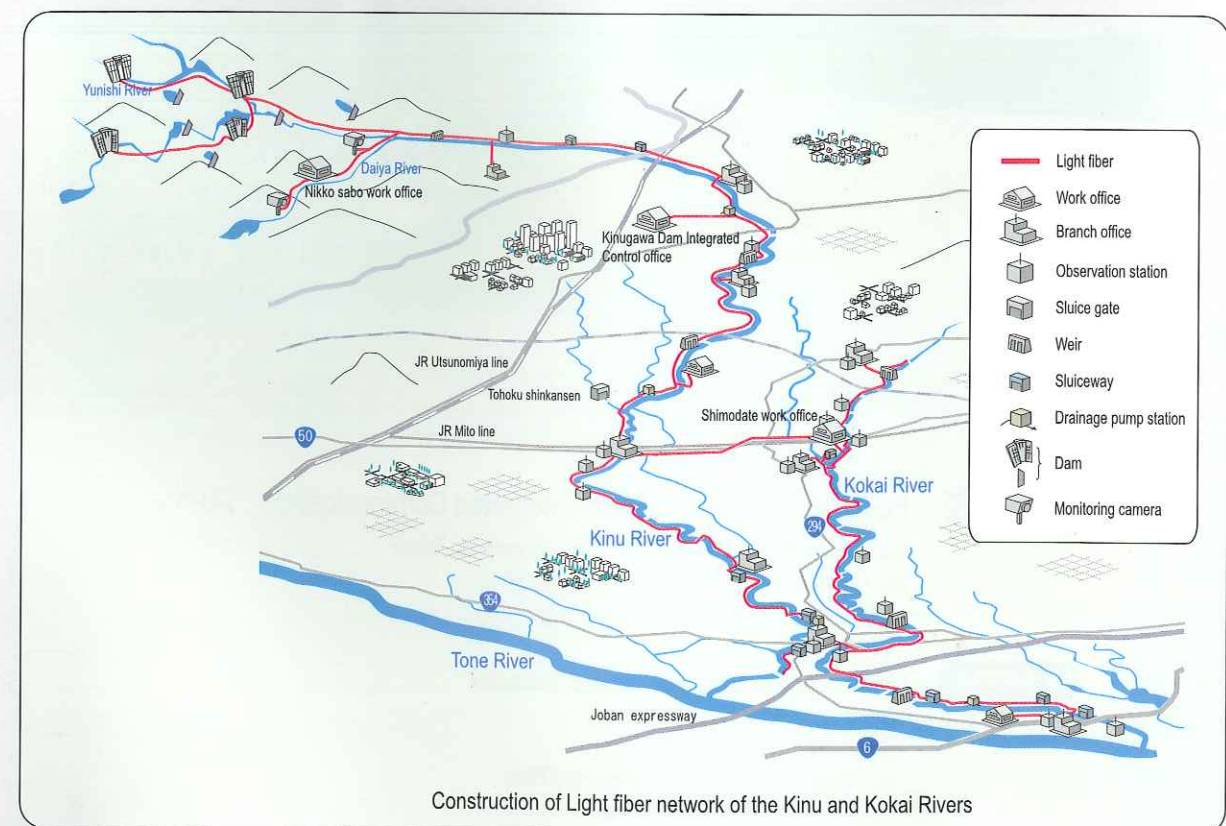 Yunishi River
Daiya River
Nikko sabo work office
Kinugawa Dam Integrated
Control office
JR Utsunomiya line
Tohoku shinkansen
JR Mito line
50
Shimodate work office
Kokai River
Kinu River
294
354
Tone River
Joban expressway
6
Light fiber
Work office
Branch office
Observation station
Sluice gate
Weir
Sluiceway
Drainage pump station
Dam
Monitoring camera
Construction of Light fiber network of the Kinu and Kokai Rivers